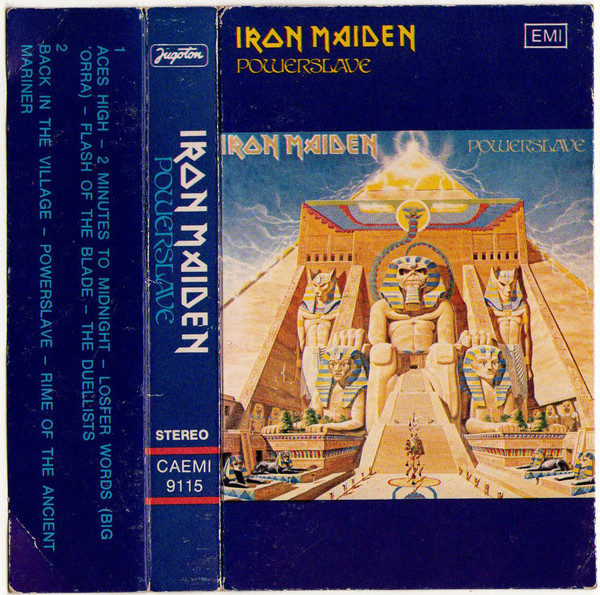 1
ACES HIGH – 2 MINUTES TO MIDNIGHT – LOSFER WORDS (BIG
'ORRA) – FLASH OF THE BLADE – THE DUELLISTS
2
BACK IN THE VILLAGE – POWERSLAVE – RIME OF THE ANCIENT
MARINER
Jugoton
IRON MAIDEN
POWERSLAVE
STEREO
CAEMI
9115
IRON MAIDEN
POWERSLAVE
EMI
IRON MAIDEN
POWERSLAVE